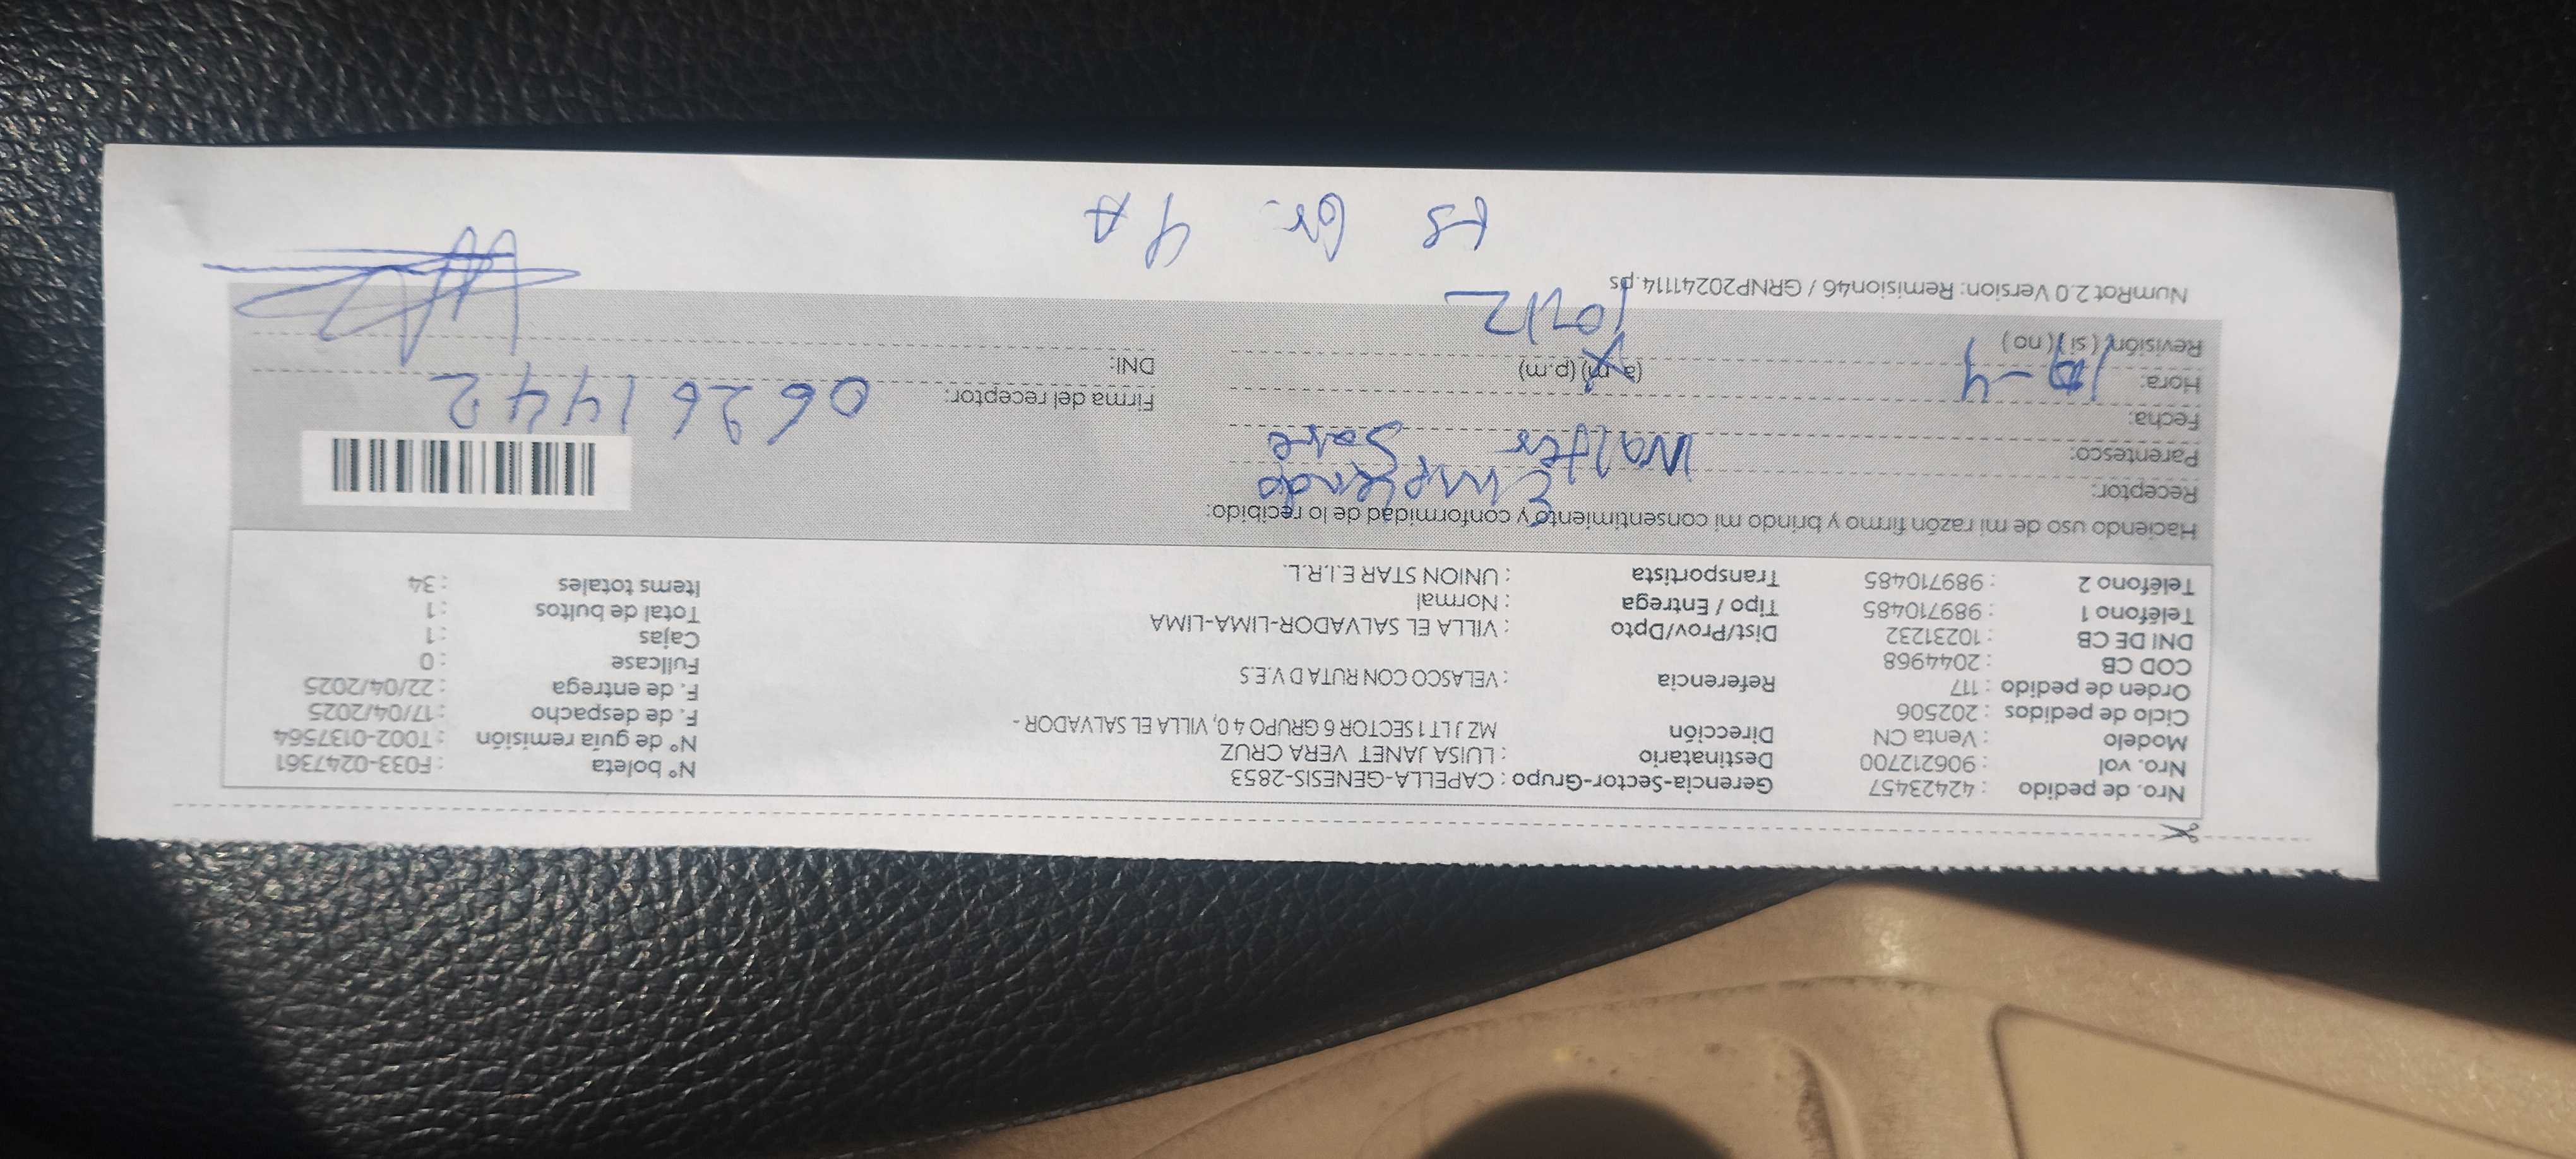 Nro. de pedido : 42423457 Gerencia-Sector-Grupo : CAPELLA-GENESIS-2853 N° boleta : F033-0247361
Nro. vol : 906212700 Destinatario : LUISA JANET VERA CRUZ N° de guía remisión : T002-0137564
Modelo : Venta CN Dirección MZ J LT 1 SECTOR 6 GRUPO 4 0, VILLA EL SALVADOR - F. de despacho : 17/04/2025
Ciclo de pedidos : 202506 F. de entrega : 22/04/2025
Orden de pedido : 117 Referencia : VELASCO CON RUTA D V.E.S Fullcase : 0
COD CB : 2044968 Cajas : 1
DNI DE CB : 10231232 Dist/Prov/Dpto : VILLA EL SALVADOR-LIMA-LIMA Total de bultos : 1
Teléfono 1 : 989710485 Tipo / Entrega : Normal Items totales : 34
Teléfono 2 : 989710485 Transportista : UNION STAR E.I.R.L.
Haciendo uso de mi razón firmo y brindo mi consentimiento y conformidad de lo recibido:
Receptor: Empleado
Parentesco: Walter
Fecha:
Firma del receptor: 06261442
Hora: (a.m) (p.m) DNI:
Revisión: (si) (no)
NumRot 2.0 Version: Remision46 / GRNP20241114.ps
Gr. 4A